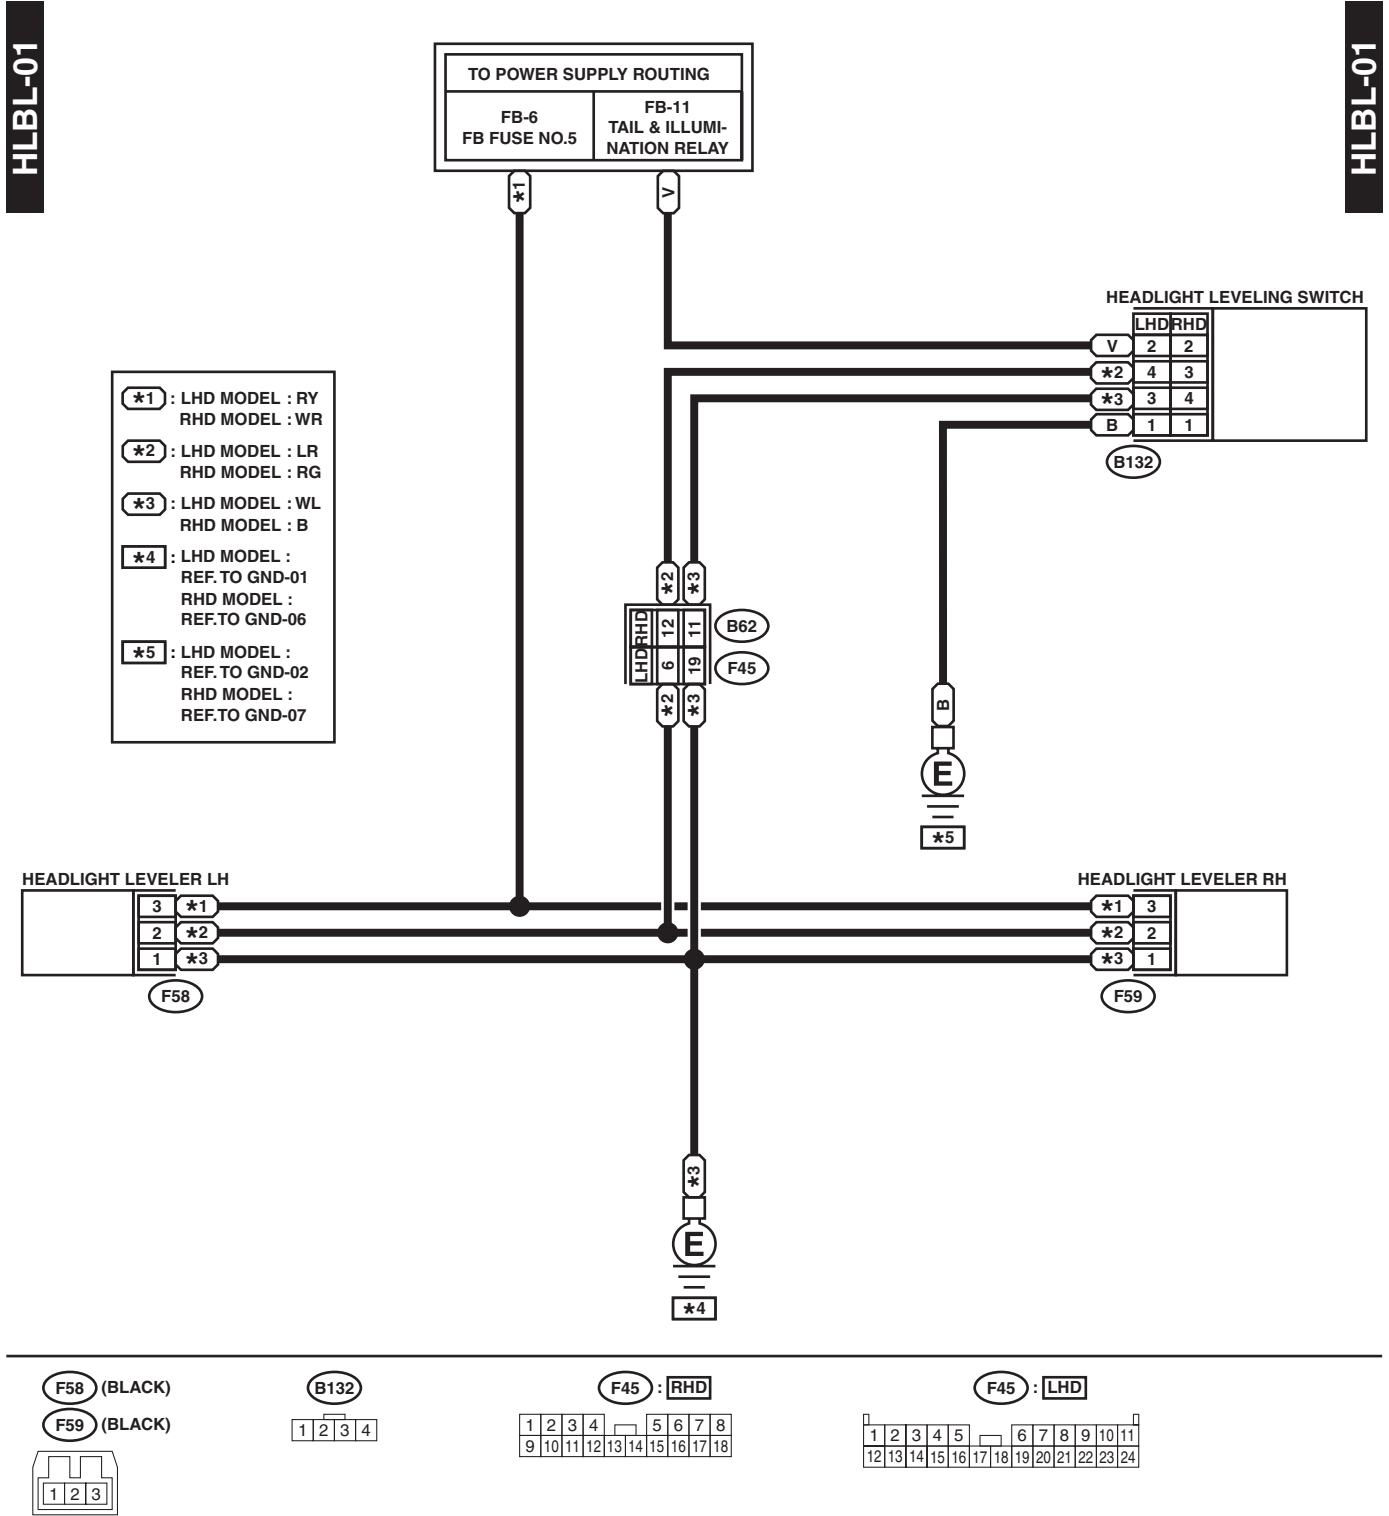 HLBL-01
HLBL-01
TO POWER SUPPLY ROUTING
FB-6
FB FUSE NO.5
FB-11
TAIL & ILLUMI-
NATION RELAY
*1
V
HEADLIGHT LEVELING SWITCH
LHD RHD
V 2 2
*2 4 3
*3 3 4
B 1 1
B132
*1 : LHD MODEL : RY
RHD MODEL : WR
*2 : LHD MODEL : LR
RHD MODEL : RG
*3 : LHD MODEL : WL
RHD MODEL : B
*4 : LHD MODEL :
REF. TO GND-01
RHD MODEL :
REF.TO GND-06
*5 : LHD MODEL :
REF. TO GND-02
RHD MODEL :
REF.TO GND-07
*2 *3
RHD 12 11
B62
LHD 6 19
F45
*2 *3
B
E
*5
HEADLIGHT LEVELER LH
3 *1
2 *2
1 *3
F58
HEADLIGHT LEVELER RH
*1 3
*2 2
*3 1
F59
*3
E
*4
F58 (BLACK)
F59 (BLACK)
1 2 3
B132
1 2 3 4
F45 : RHD
1 2 3 4 5 6 7 8
9 10 11 12 13 14 15 16 17 18
F45 : LHD
1 2 3 4 5 6 7 8 9 10 11
12 13 14 15 16 17 18 19 20 21 22 23 24